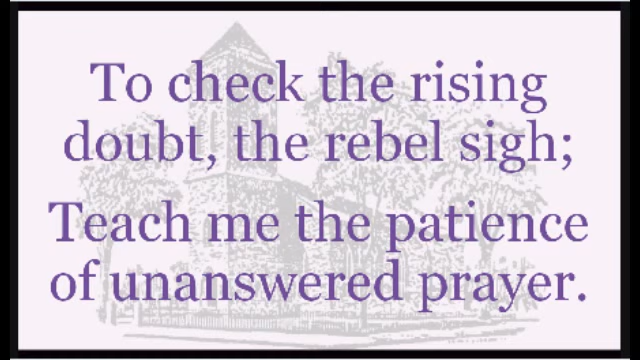 To check the rising
doubt, the rebel sigh;
Teach me the patience
of unanswered prayer.